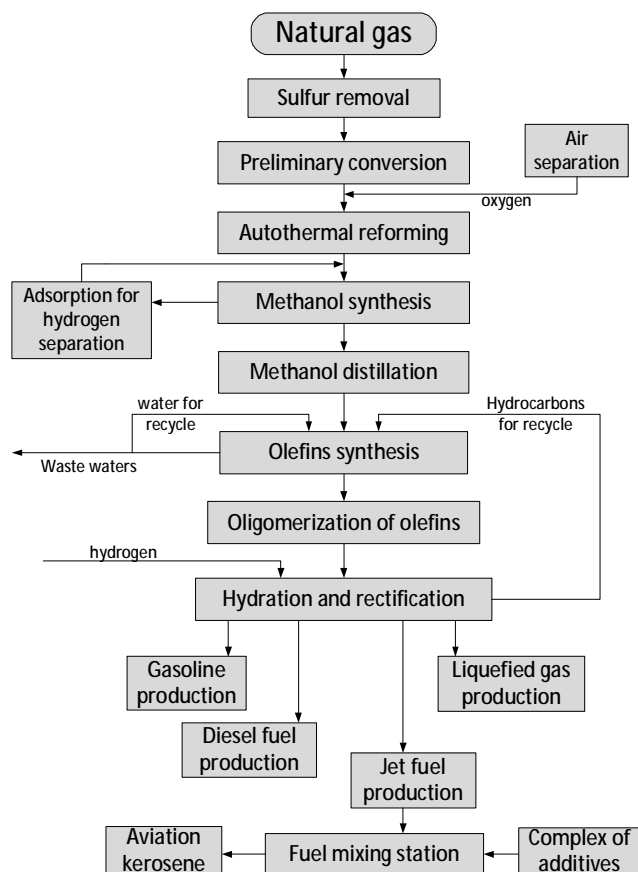 Natural gas
Sulfur removal
Air
separation
Preliminary conversion
oxygen
Autothermal reforming
Adsorption for
hydrogen
separation
Methanol synthesis
Methanol distillation
water for
recycle
Hydrocarbons
for recycle
Olefins synthesis
Waste waters
Oligomerization of olefins
hydrogen
Hydration and rectification
Gasoline
production
Liquefied gas
production
Diesel fuel
production
Jet fuel
production
Aviation
kerosene
Fuel mixing station
Complex of
additives